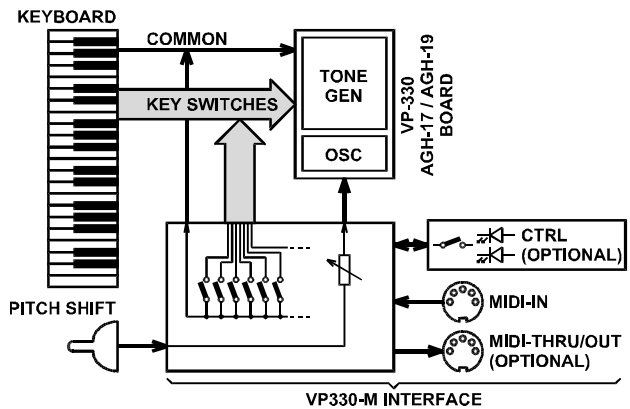 KEYBOARD
COMMON
KEY SWITCHES
TONE
GEN
OSC
VP-330
AGH-17 / AGH-19
BOARD
CTRL
(OPTIONAL)
PITCH SHIFT
MIDI-IN
MIDI-THRU/OUT
(OPTIONAL)
VP330-M INTERFACE